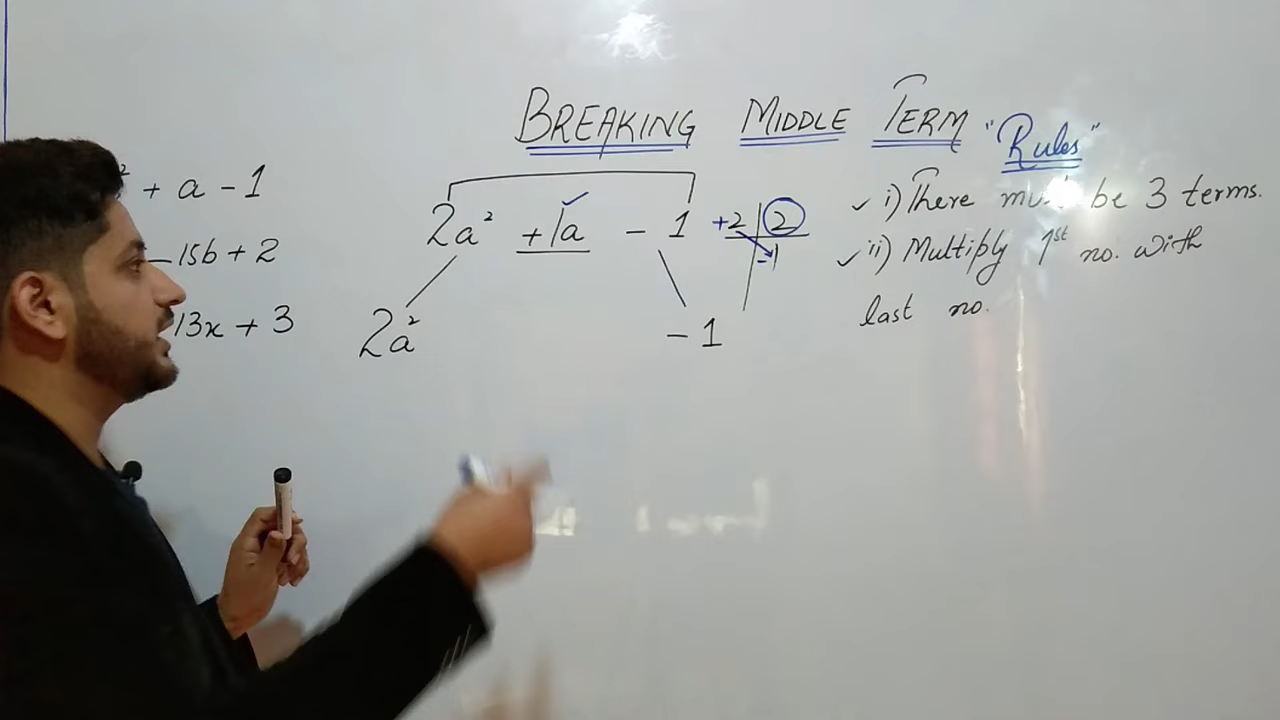 BREAKING MIDDLE TERM
"Rules"
² + a - 1
- 15b + 2
13x + 3
2a² + 1a - 1
+2 | 2
-1
2a² - 1
i) There must be 3 terms.
ii) Multiply 1st no. with
last no.